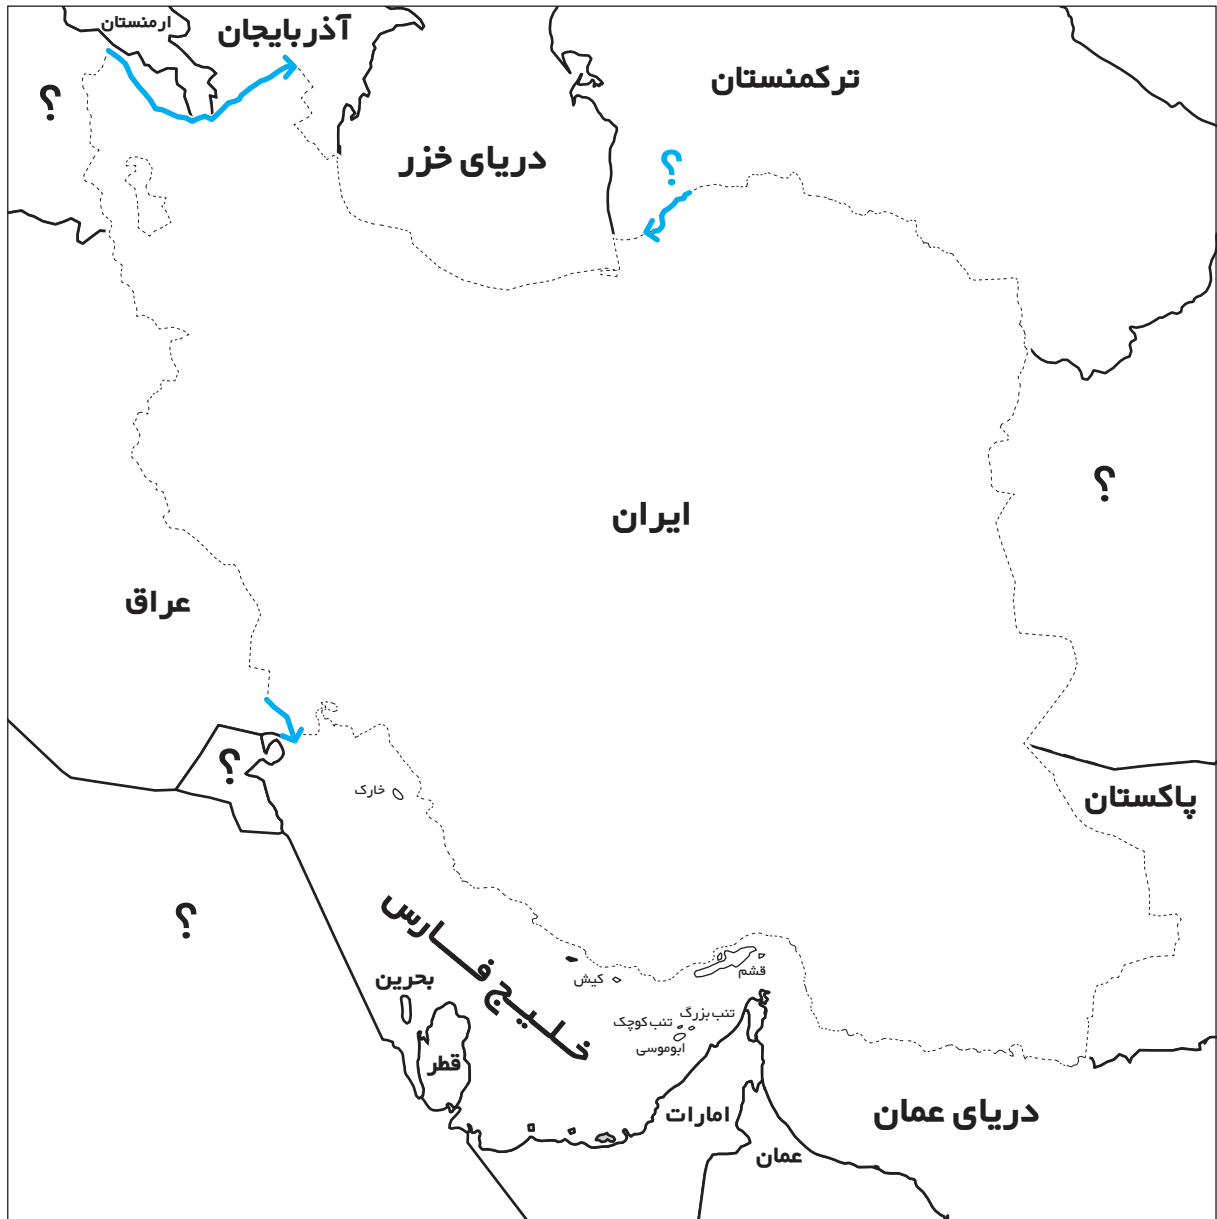 ارمنستان
آذربایجان
ترکمنستان
؟
دریای خزر
؟
؟
ایران
عراق
؟
خارک
پاکستان
؟
خلیج فارس
بحرین
کیش
قشم
تنب بزرگ
تنب کوچک
ابوموسی
قطر
امارات
دریای عمان
عمان